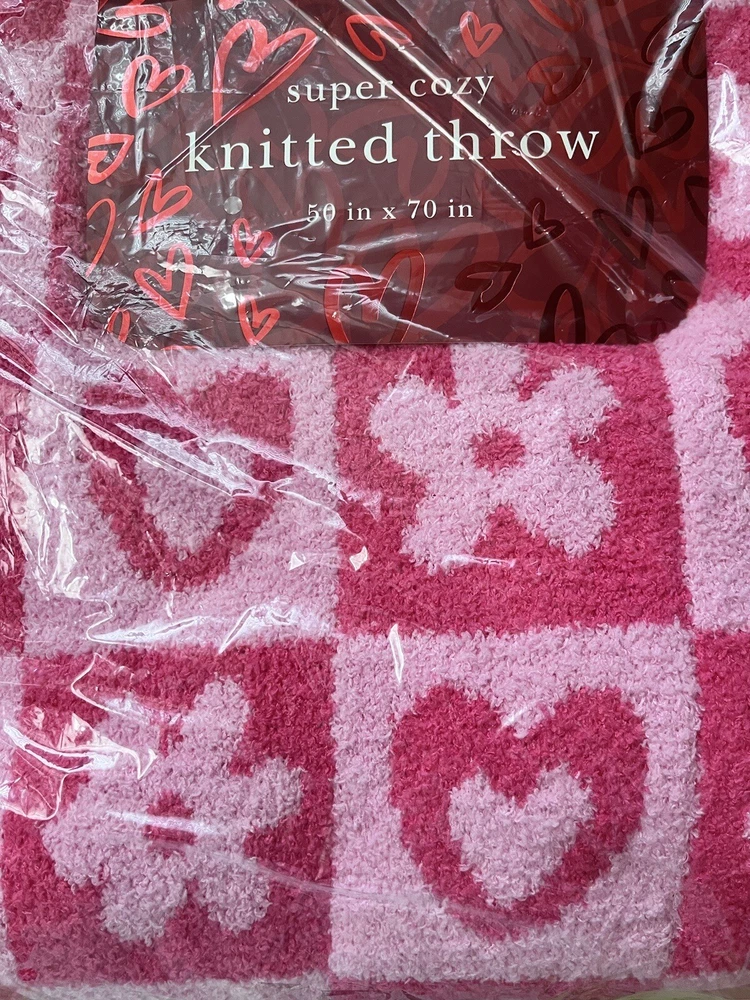 super cozy
knitted throw
50 in x 70 in